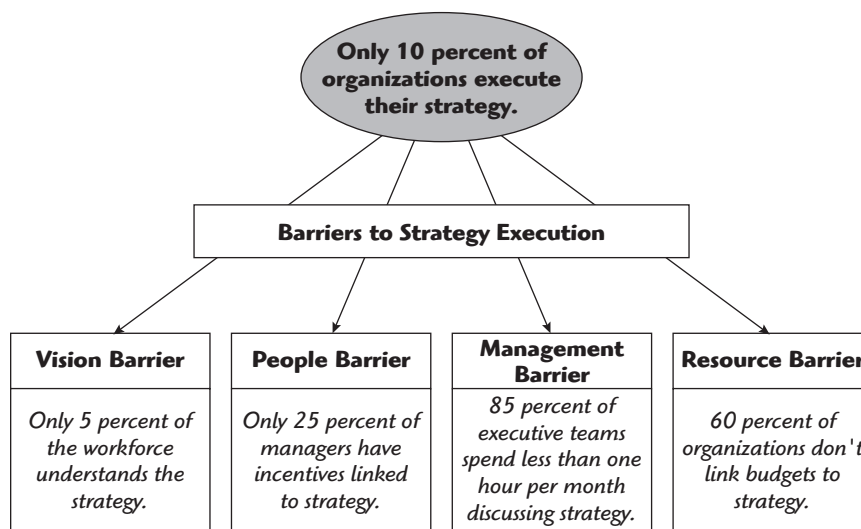 Only 10 percent of
organizations execute
their strategy.
Barriers to Strategy Execution
Vision Barrier
Only 5 percent of
the workforce
understands the
strategy.
People Barrier
Only 25 percent of
managers have
incentives linked
to strategy.
Management
Barrier
85 percent of
executive teams
spend less than one
hour per month
discussing strategy.
Resource Barrier
60 percent of
organizations don't
link budgets to
strategy.